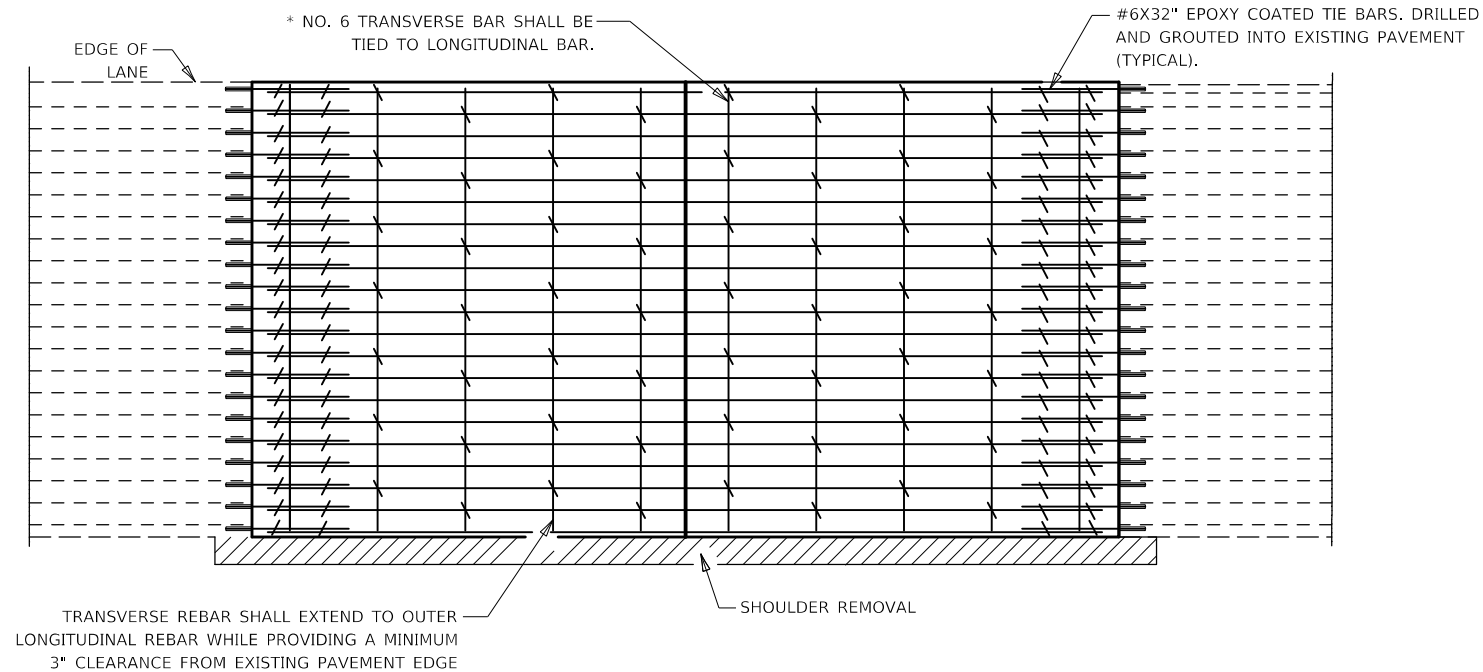 * NO. 6 TRANSVERSE BAR SHALL BE
TIED TO LONGITUDINAL BAR.
#6X32" EPOXY COATED TIE BARS. DRILLED
AND GROUTED INTO EXISTING PAVEMENT
(TYPICAL).
EDGE OF
LANE
TRANSVERSE REBAR SHALL EXTEND TO OUTER
LONGITUDINAL REBAR WHILE PROVIDING A MINIMUM
3" CLEARANCE FROM EXISTING PAVEMENT EDGE
SHOULDER REMOVAL